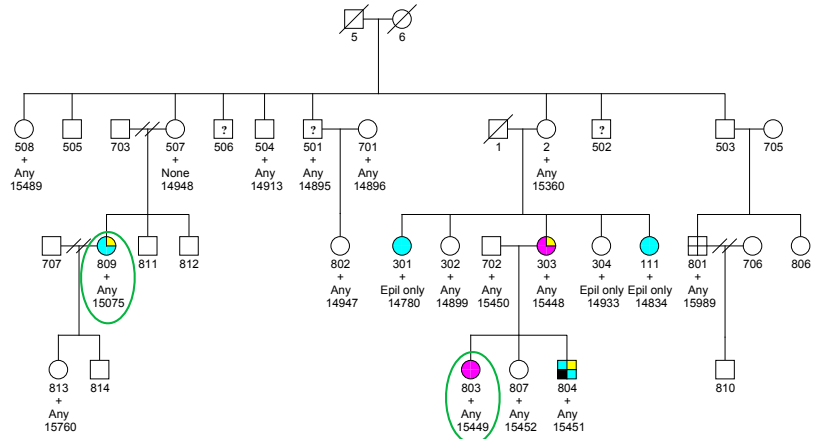 5 6
508 505 703 507 506 504 501 701 1 2 502 503 705
+ + + + + +
Any None Any Any Any
15489 14948 14913 14895 14896 15360
? ? ?
707 809 811 812 802 301 302 702 303 304 111 801 706 806
+ + + + + + + + + +
Any Any Epil only Any Any Any Epil only Epil only Any
15075 14947 14780 14899 15450 15448 14933 14834 15989
813 814 803 807 804 810
+ + + +
Any Any Any Any
15760 15449 15452 15451